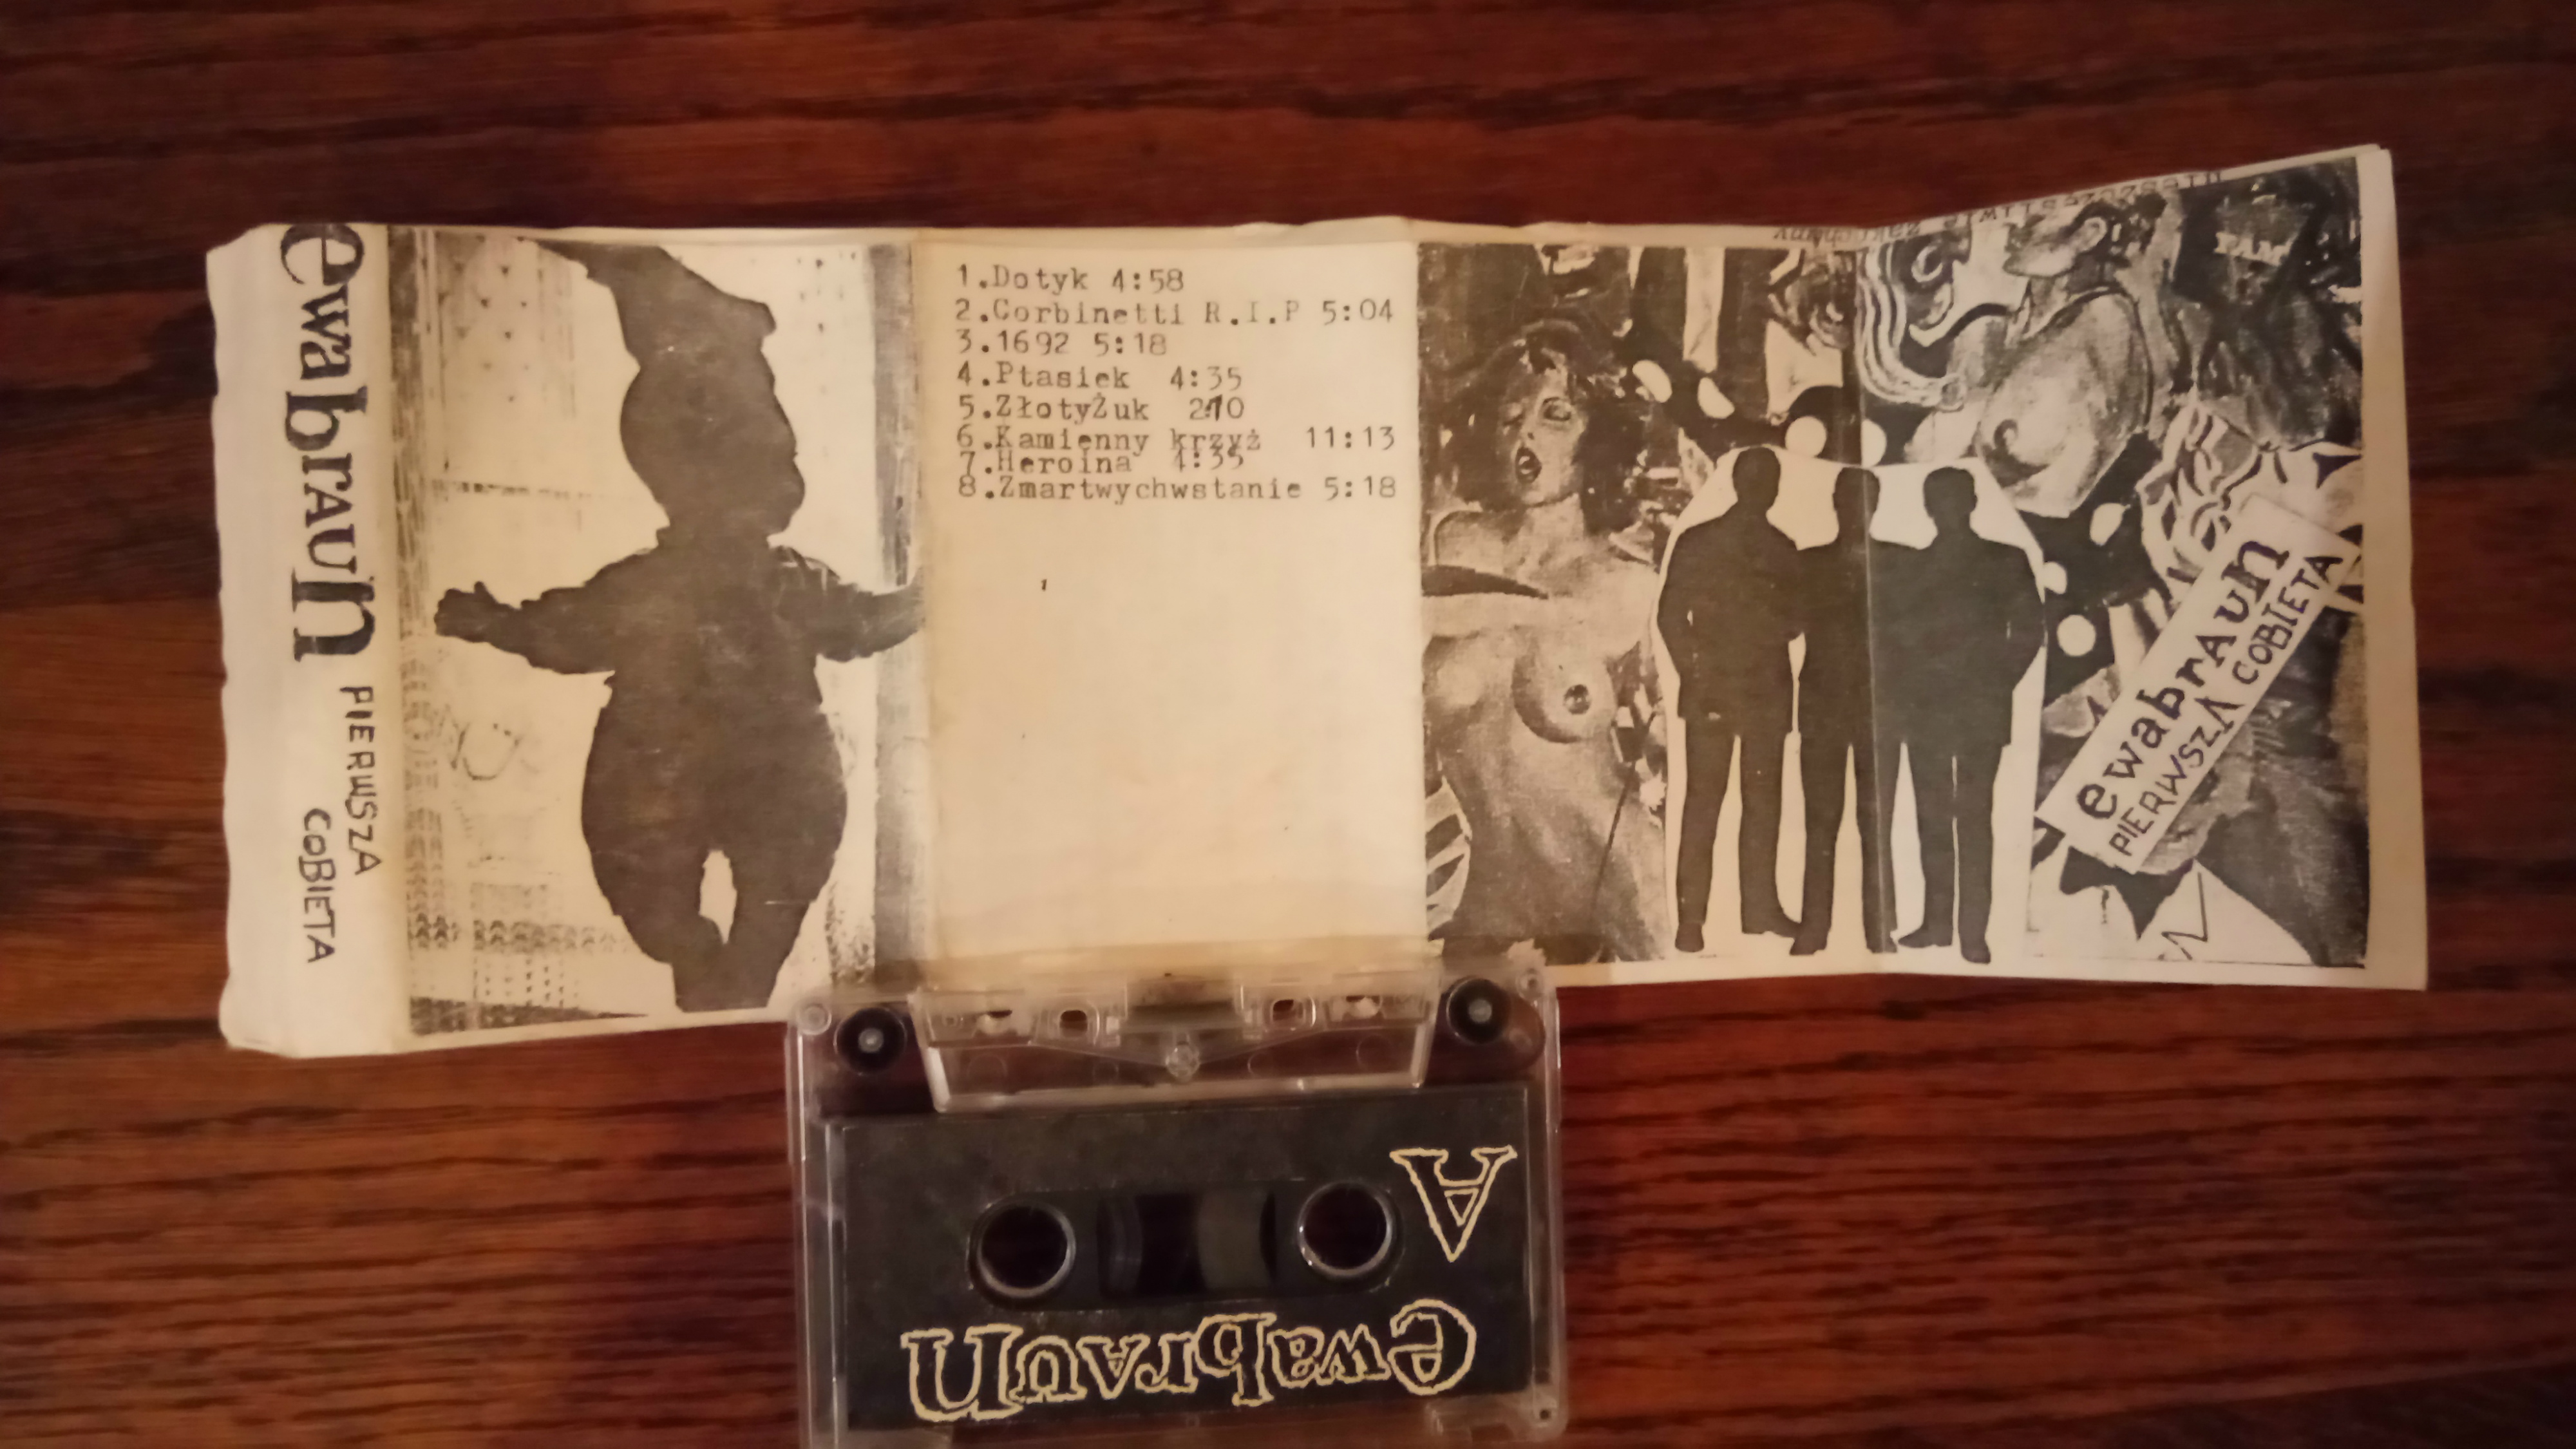 ewabraun
PIERWSZA
COBIETA
1.Dotyk 4:58
2.Corbinetti R.I.P 5:04
3.1692 5:18
4.Ptasiek 4:35
5.ZłotyŻuk 2:10
6.Kamienny krzyż 11:13
7.Heroina 4:35
8.Zmartwychwstanie 5:18
ewabraun
PIERWSZA COBIETA
A
ewabraun